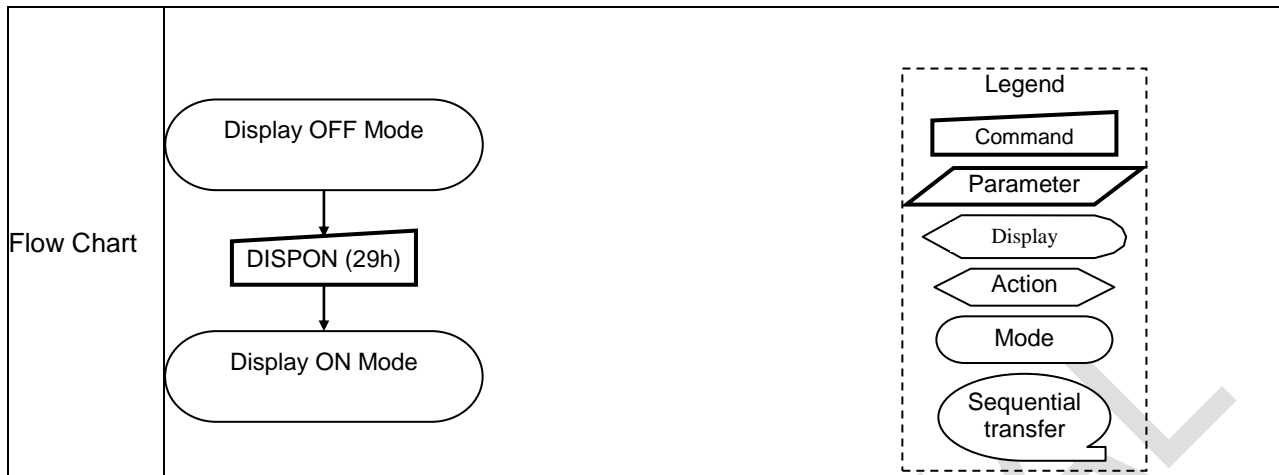 Flow Chart
Display OFF Mode
DISPON (29h)
Display ON Mode
Legend
Command
Parameter
Display
Action
Mode
Sequential
transfer